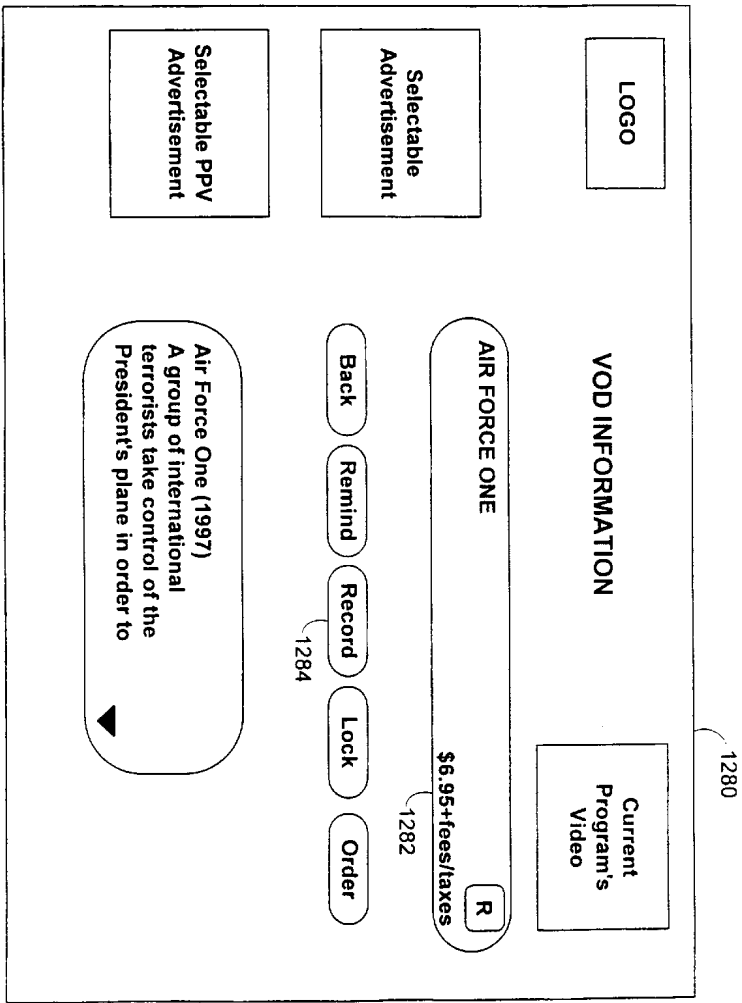 1280
LOGO
VOD INFORMATION
Current
Program's
Video
AIR FORCE ONE
R
$6.95+fees/taxes
1282
Selectable
Advertisement
Back
Remind
Record
Lock
Order
1284
Selectable PPV
Advertisement
Air Force One (1997)
A group of international
terrorists take control of the
President's plane in order to